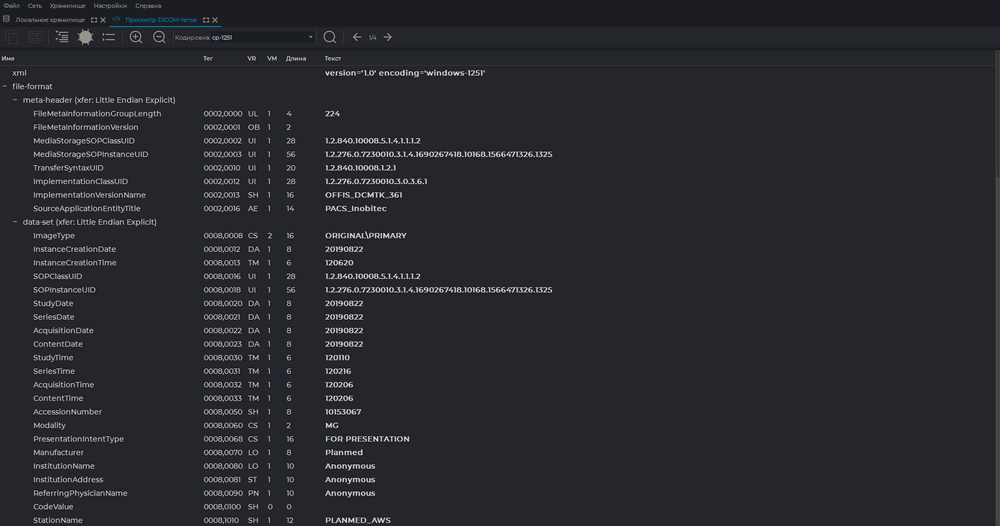 Файл Сеть Хранилище Настройки Справка
Локальное хранилище Просмотр DICOM-тегов
Кодировка: cp-1251 1/4
Имя Тег VR VM Длина Текст
xml version='1.0' encoding='windows-1251'
file-format
meta-header (xfer: Little Endian Explicit)
FileMetaInformationGroupLength 0002,0000 UL 1 4 224
FileMetaInformationVersion 0002,0001 OB 1 2
MediaStorageSOPClassUID 0002,0002 UI 1 28 1.2.840.10008.5.1.4.1.1.1.2
MediaStorageSOPInstanceUID 0002,0003 UI 1 56 1.2.276.0.7230010.3.1.4.1690267418.10168.1566471326.1325
TransferSyntaxUID 0002,0010 UI 1 20 1.2.840.10008.1.2.1
ImplementationClassUID 0002,0012 UI 1 28 1.2.276.0.7230010.3.0.3.6.1
ImplementationVersionName 0002,0013 SH 1 16 OFFIS_DCMTK_361
SourceApplicationEntityTitle 0002,0016 AE 1 14 PACS_Inobitec
data-set (xfer: Little Endian Explicit)
ImageType 0008,0008 CS 2 16 ORIGINAL\PRIMARY
InstanceCreationDate 0008,0012 DA 1 8 20190822
InstanceCreationTime 0008,0013 TM 1 6 120620
SOPClassUID 0008,0016 UI 1 28 1.2.840.10008.5.1.4.1.1.1.2
SOPInstanceUID 0008,0018 UI 1 56 1.2.276.0.7230010.3.1.4.1690267418.10168.1566471326.1325
StudyDate 0008,0020 DA 1 8 20190822
SeriesDate 0008,0021 DA 1 8 20190822
AcquisitionDate 0008,0022 DA 1 8 20190822
ContentDate 0008,0023 DA 1 8 20190822
StudyTime 0008,0030 TM 1 6 120110
SeriesTime 0008,0031 TM 1 6 120216
AcquisitionTime 0008,0032 TM 1 6 120206
ContentTime 0008,0033 TM 1 6 120206
AccessionNumber 0008,0050 SH 1 8 10153067
Modality 0008,0060 CS 1 2 MG
PresentationIntentType 0008,0068 CS 1 16 FOR PRESENTATION
Manufacturer 0008,0070 LO 1 8 Planmed
InstitutionName 0008,0080 LO 1 10 Anonymous
InstitutionAddress 0008,0081 ST 1 10 Anonymous
ReferringPhysicianName 0008,0090 PN 1 10 Anonymous
CodeValue 0008,0100 SH 0 0
StationName 0008,1010 SH 1 12 PLANMED_AWS